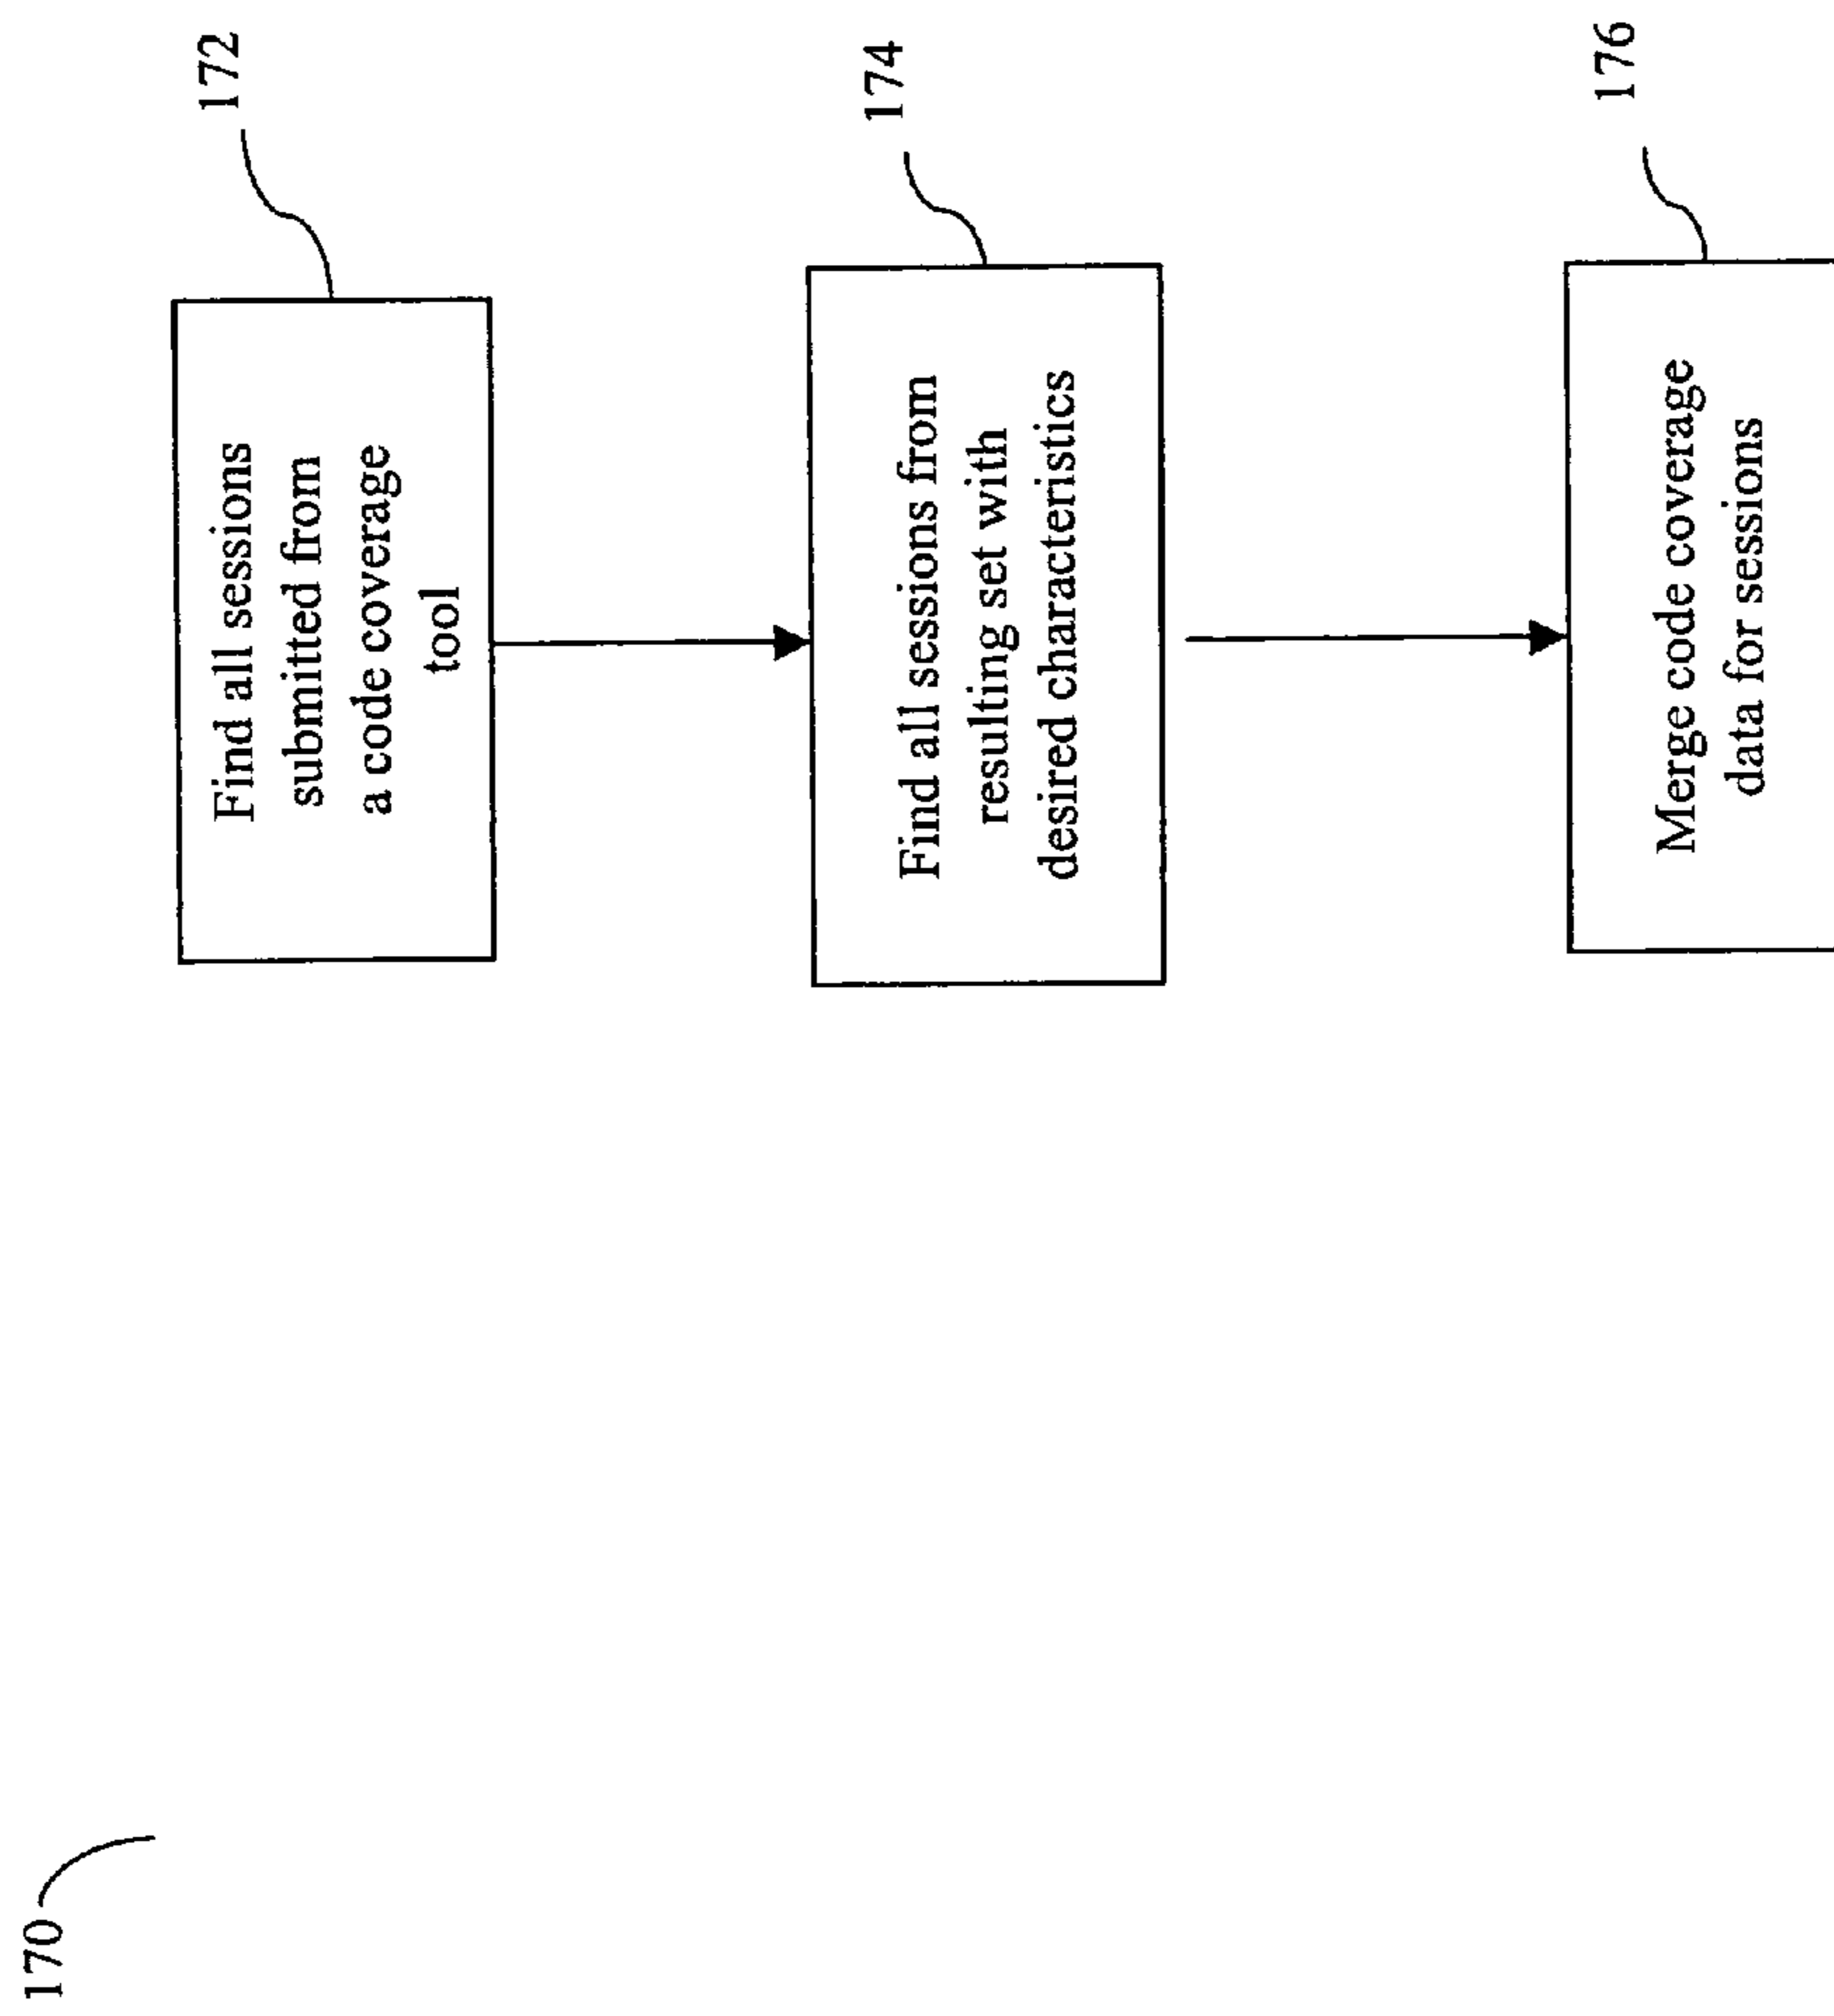 170
172
Find all sessions
submitted from
a code coverage
tool
174
Find all sessions from
resulting set with
desired characteristics
176
Merge code coverage
data for sessions